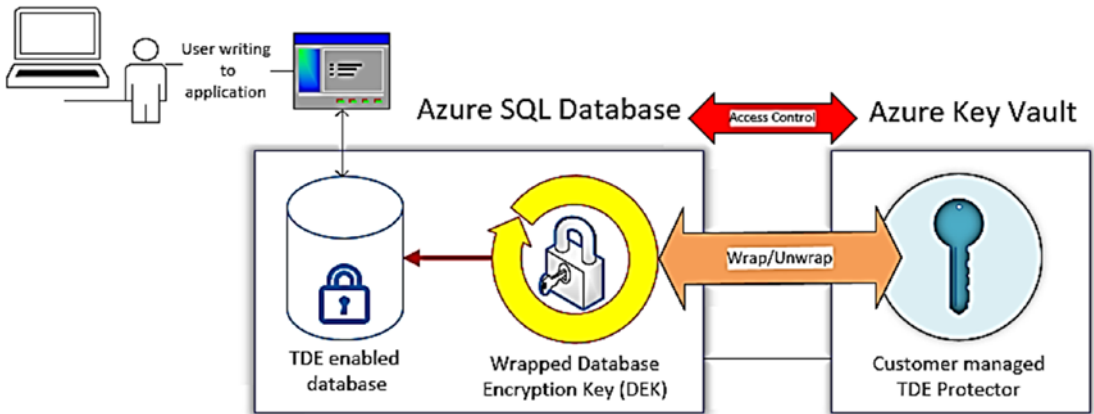 User writing
to
application
Azure SQL Database
Access Control
Azure Key Vault
Wrap/Unwrap
TDE enabled
database
Wrapped Database
Encryption Key (DEK)
Customer managed
TDE Protector